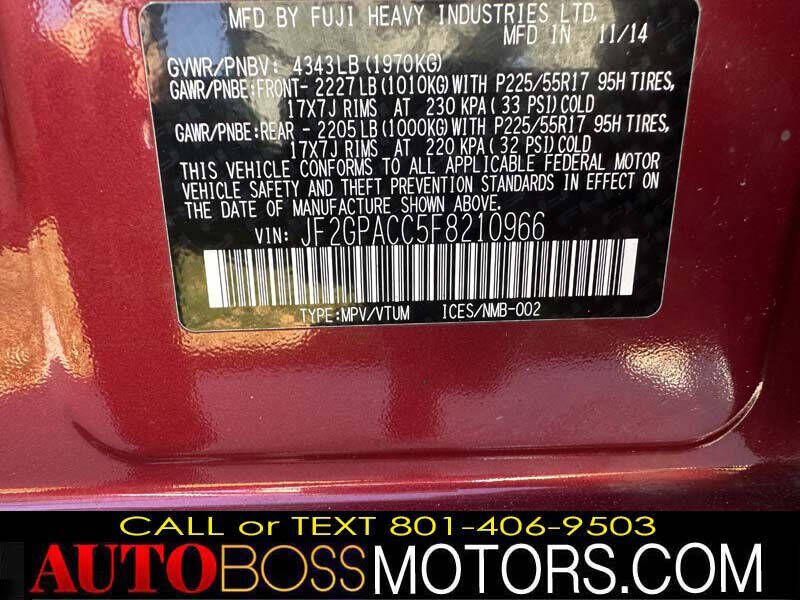 MFD BY FUJI HEAVY INDUSTRIES LTD.
MFD IN 11/14
GVWR/PNBV: 4343LB(1970KG)
GAWR/PNBE:FRONT- 2227LB(1010KG)WITH P225/55R17 95H TIRES,
17X7J RIMS AT 230 KPA(33 PSI)COLD
GAWR/PNBE:REAR - 2205LB(1000KG)WITH P225/55R17 95H TIRES,
17X7J RIMS AT 220 KPA(32 PSI)COLD
THIS VEHICLE CONFORMS TO ALL APPLICABLE FEDERAL MOTOR
VEHICLE SAFETY AND THEFT PREVENTION STANDARDS IN EFFECT ON
THE DATE OF MANUFACTURE SHOWN ABOVE.
VIN: JF2GPACC5F8210966
TYPE:MPV/VTUM ICES/NMB-002
CALL or TEXT 801-406-9503
AUTOBOSSMOTORS.COM